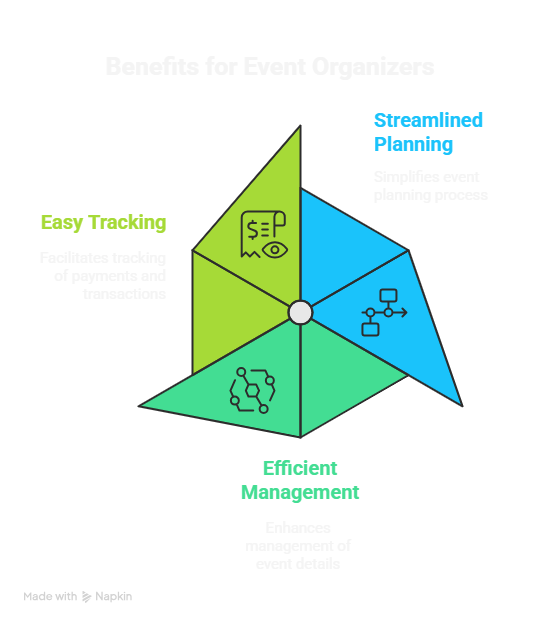 Benefits for Event Organizers
Streamlined
Planning
Simplifies event
planning process
Easy Tracking
Facilitates tracking
of payments and
transactions
Efficient
Management
Enhances
management of
event details
Made with Napkin